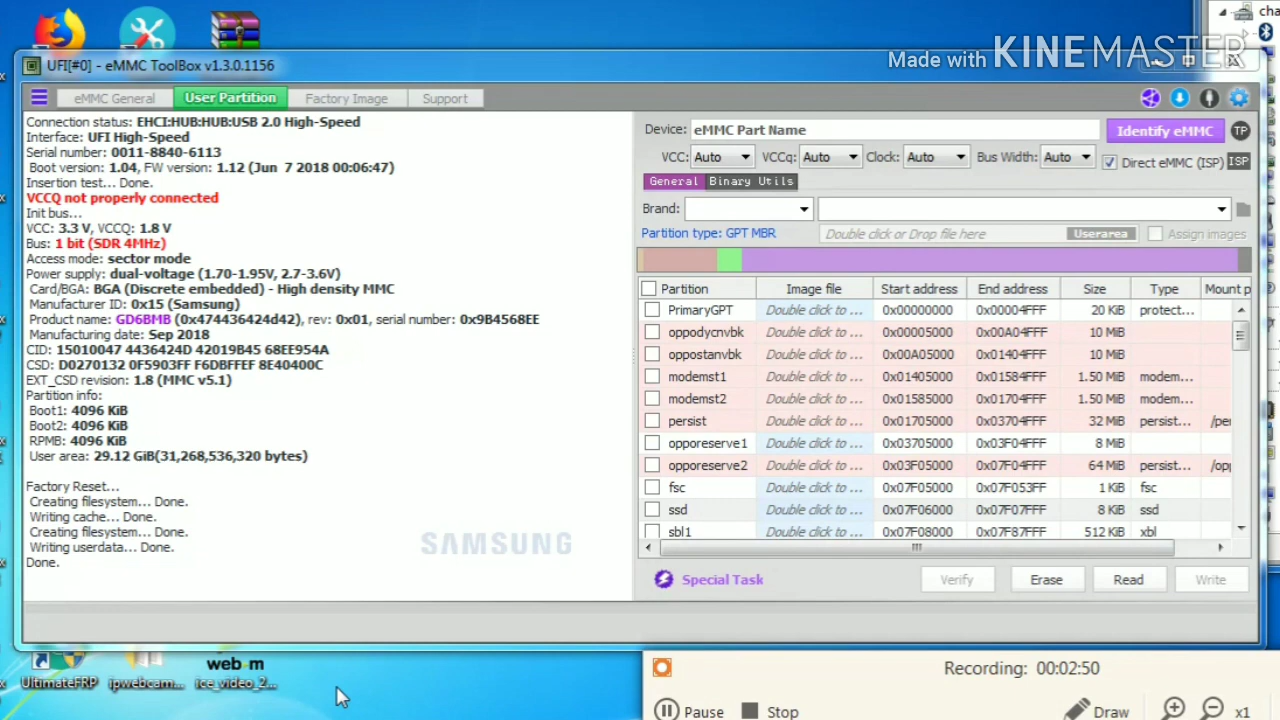 Made with KINEMASTER
cha
UFI[#0] - eMMC ToolBox v1.3.0.1156
eMMC General
User Partition
Factory Image
Support
Connection status: EHCI:HUB:HUB:USB 2.0 High-Speed
Interface: UFI High-Speed
Serial number: 0011-8840-6113
Boot version: 1.04, FW version: 1.12 (Jun 7 2018 00:06:47)
Insertion test... Done.
VCCQ not properly connected
Init bus...
VCC: 3.3 V, VCCQ: 1.8 V
Bus: 1 bit (SDR 4MHz)
Access mode: sector mode
Power supply: dual-voltage (1.70-1.95V, 2.7-3.6V)
Card/BGA: BGA (Discrete embedded) - High density MMC
Manufacturer ID: 0x15 (Samsung)
Product name: GD6BMB (0x474436424d42), rev: 0x01, serial number: 0x9B4568EE
Manufacturing date: Sep 2018
CID: 15010047 4436424D 42019B45 68EE954A
CSD: D0270132 0F5903FF F6DBFFEF 8E40400C
EXT_CSD revision: 1.8 (MMC v5.1)
Partition info:
Boot1: 4096 KiB
Boot2: 4096 KiB
RPMB: 4096 KiB
User area: 29.12 GiB(31,268,536,320 bytes)
Factory Reset...
Creating filesystem... Done.
Writing cache... Done.
Creating filesystem... Done.
Writing userdata... Done.
Done.
SAMSUNG
Device: eMMC Part Name Identify eMMC TP
VCC: Auto VCCq: Auto Clock: Auto Bus Width: Auto Direct eMMC (ISP) ISP
General Binary Utils
Brand:
Partition type: GPT MBR Double click or Drop file here Userarea Assign images
Partition Image file Start address End address Size Type Mount p
PrimaryGPT Double click to ... 0x00000000 0x00004FFF 20 KiB protect...
oppodycnvbk Double click to ... 0x00005000 0x00A04FFF 10 MiB
oppostanvbk Double click to ... 0x00A05000 0x01404FFF 10 MiB
modemst1 Double click to ... 0x01405000 0x01584FFF 1.50 MiB modem...
modemst2 Double click to ... 0x01585000 0x01704FFF 1.50 MiB modem...
persist Double click to ... 0x01705000 0x03704FFF 32 MiB persist... /per
opporeserve1 Double click to ... 0x03705000 0x03F04FFF 8 MiB
opporeserve2 Double click to ... 0x03F05000 0x07F04FFF 64 MiB persist... /opp
fsc Double click to ... 0x07F05000 0x07F053FF 1 KiB fsc
ssd Double click to ... 0x07F06000 0x07F07FFF 8 KiB ssd
sbl1 Double click to ... 0x07F08000 0x07F87FFF 512 KiB xbl
Special Task
Verify
Erase
Read
Write
web m
UltimateFRP
ipwebcam...
ice_video_2...
Recording: 00:02:50
Pause
Stop
Draw
x1